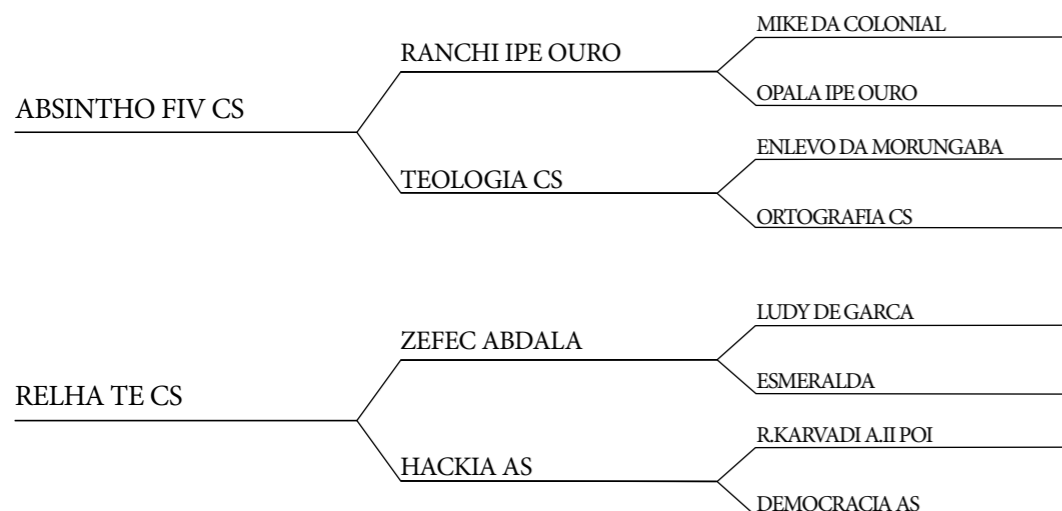 MIKE DA COLONIAL
RANCHI IPE OURO
OPALA IPE OURO
ABSINTHO FIV CS
ENLEVO DA MORUNGABA
TEOLOGIA CS
ORTOGRAFIA CS
LUDY DE GARCA
ZEFEC ABDALA
ESMERALDA
RELHA TE CS
R.KARVADI A.II POI
HACKIA AS
DEMOCRACIA AS